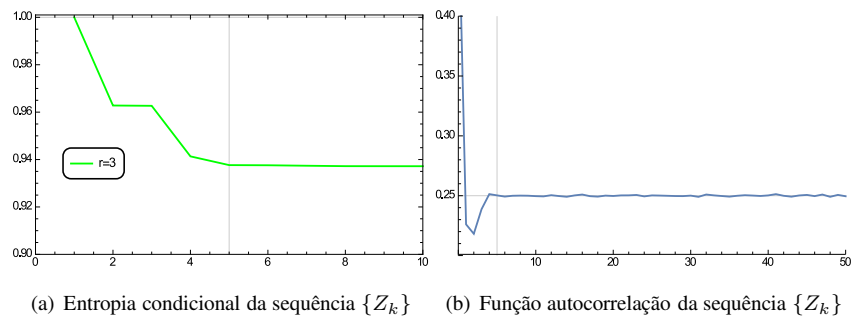 1.00
0.98
0.96
0.94
0.92
0.90
0 2 4 6 8 10
r=3
0.40
0.35
0.30
0.25
10 20 30 40 50
(a) Entropia condicional da sequência {Z_k}
(b) Função autocorrelação da sequência {Z_k}